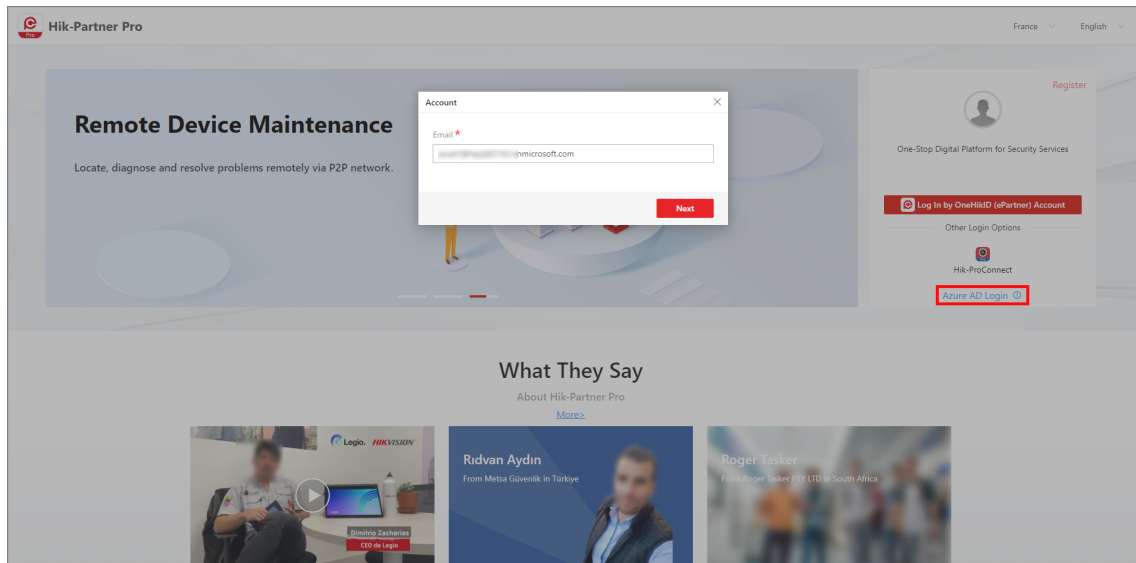 Hik-Partner Pro
Pro
France
English
Register
Remote Device Maintenance
Locate, diagnose and resolve problems remotely via P2P network.
Account
Email *
nmicrosoft.com
Next
One-Stop Digital Platform for Security Services
Log In by OneHikID (ePartner) Account
Other Login Options
Hik-ProConnect
Azure AD Login
What They Say
About Hik-Partner Pro
More>
Legio. HIKVISION
Dimitrio Zacharias
CEO de Legio
Rıdvan Aydın
From Metsa Güvenlik in Türkiye
Roger Tasker
From Roger Tasker PTY LTD in South Africa